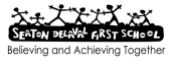 SEATON DELAVAL FIRST SCHOOL
Believing and Achieving Together